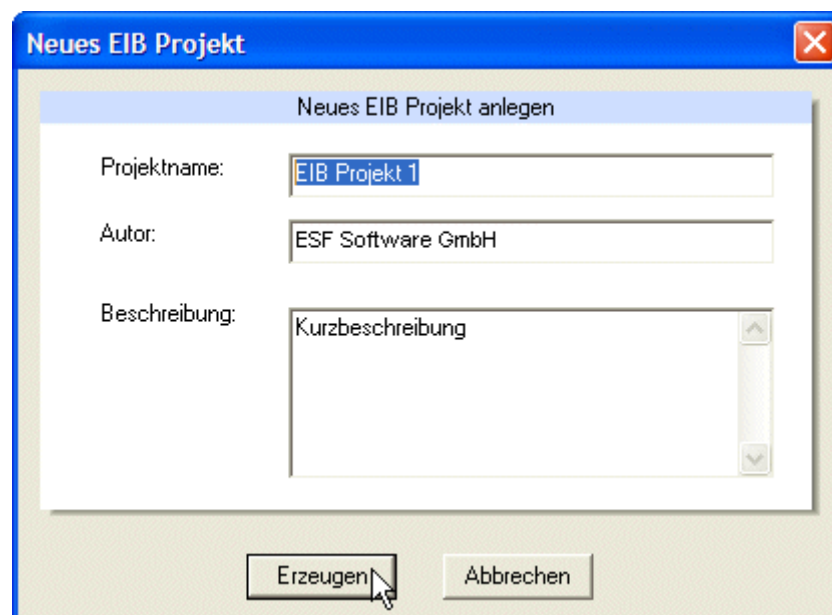 Neues EIB Projekt
Neues EIB Projekt anlegen
Projektname:
EIB Projekt 1
Autor:
ESF Software GmbH
Beschreibung:
Kurzbeschreibung
Erzeugen
Abbrechen